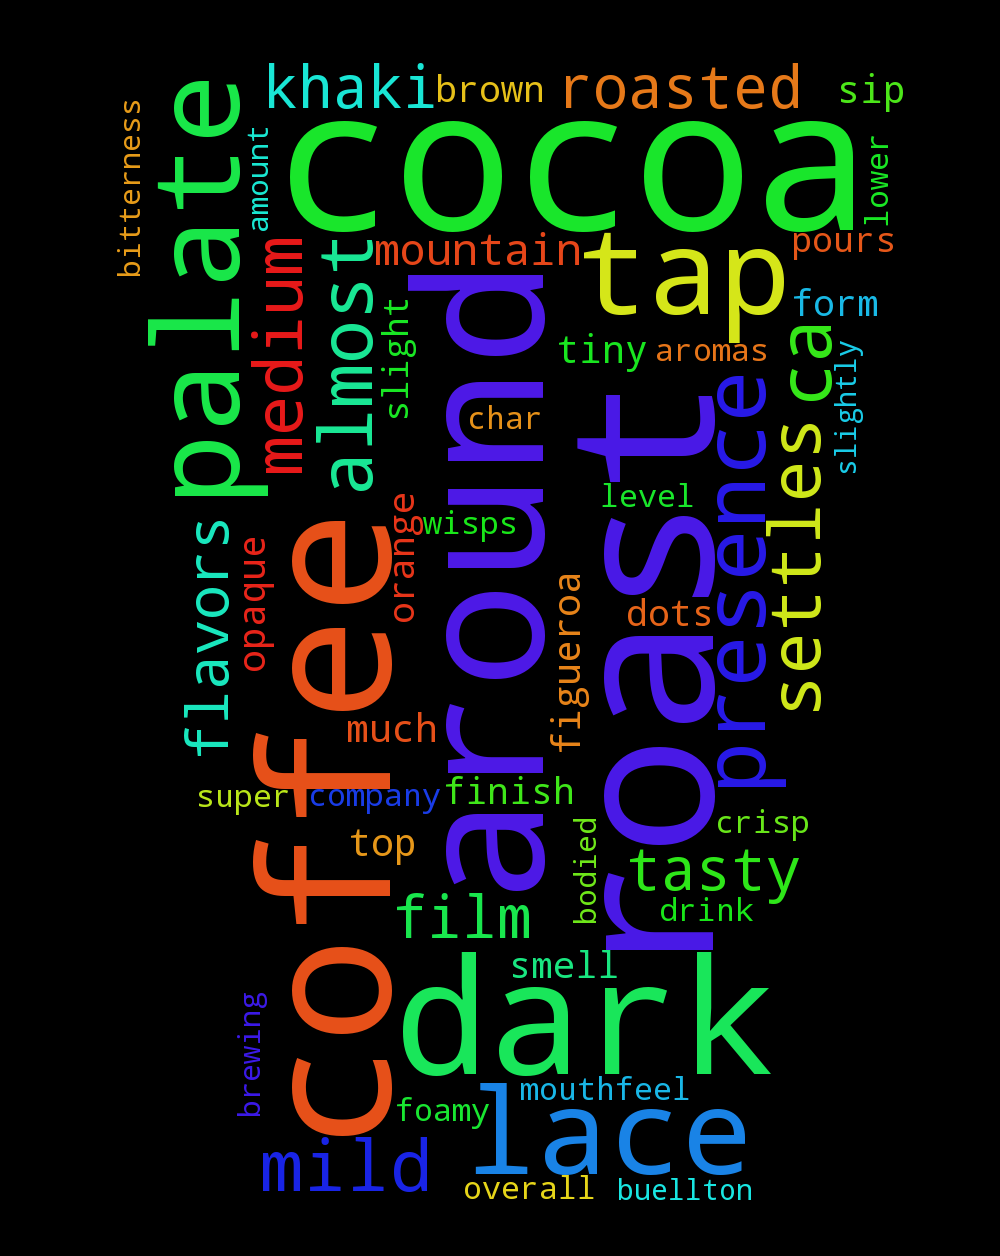 khaki
brown
roasted
sip
bitterness
palate
amount
cocoa
lower
medium
almost
mountain
tap
pours
slight
around
form
tiny
aromas
ca
slightly
char
roast
presence
settles
level
wisps
orange
flavors
opaque
coffee
figueroa
dots
much
super
company
finish
top
bodied
crisp
tasty
film
drink
smell
dark
brewing
mouthfeel
foamy
lace
mild
overall
buellton